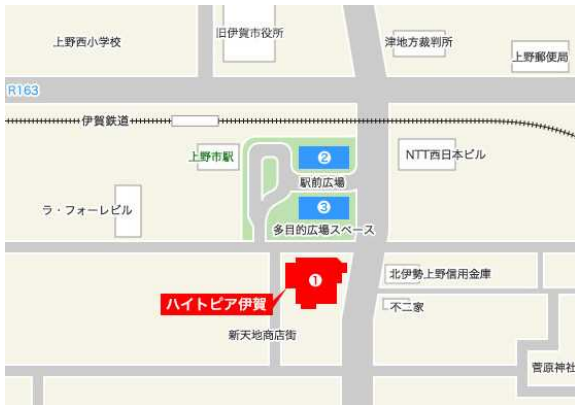 旧伊賀市役所
上野西小学校
津地方裁判所
上野郵便局
R163
伊賀鉄道
上野市駅
❷
NTT西日本ビル
駅前広場
❸
ラ・フォーレビル
多目的広場スペース
❶
北伊勢上野信用金庫
ハイトピア伊賀
不二家
新天地商店街
菅原神社